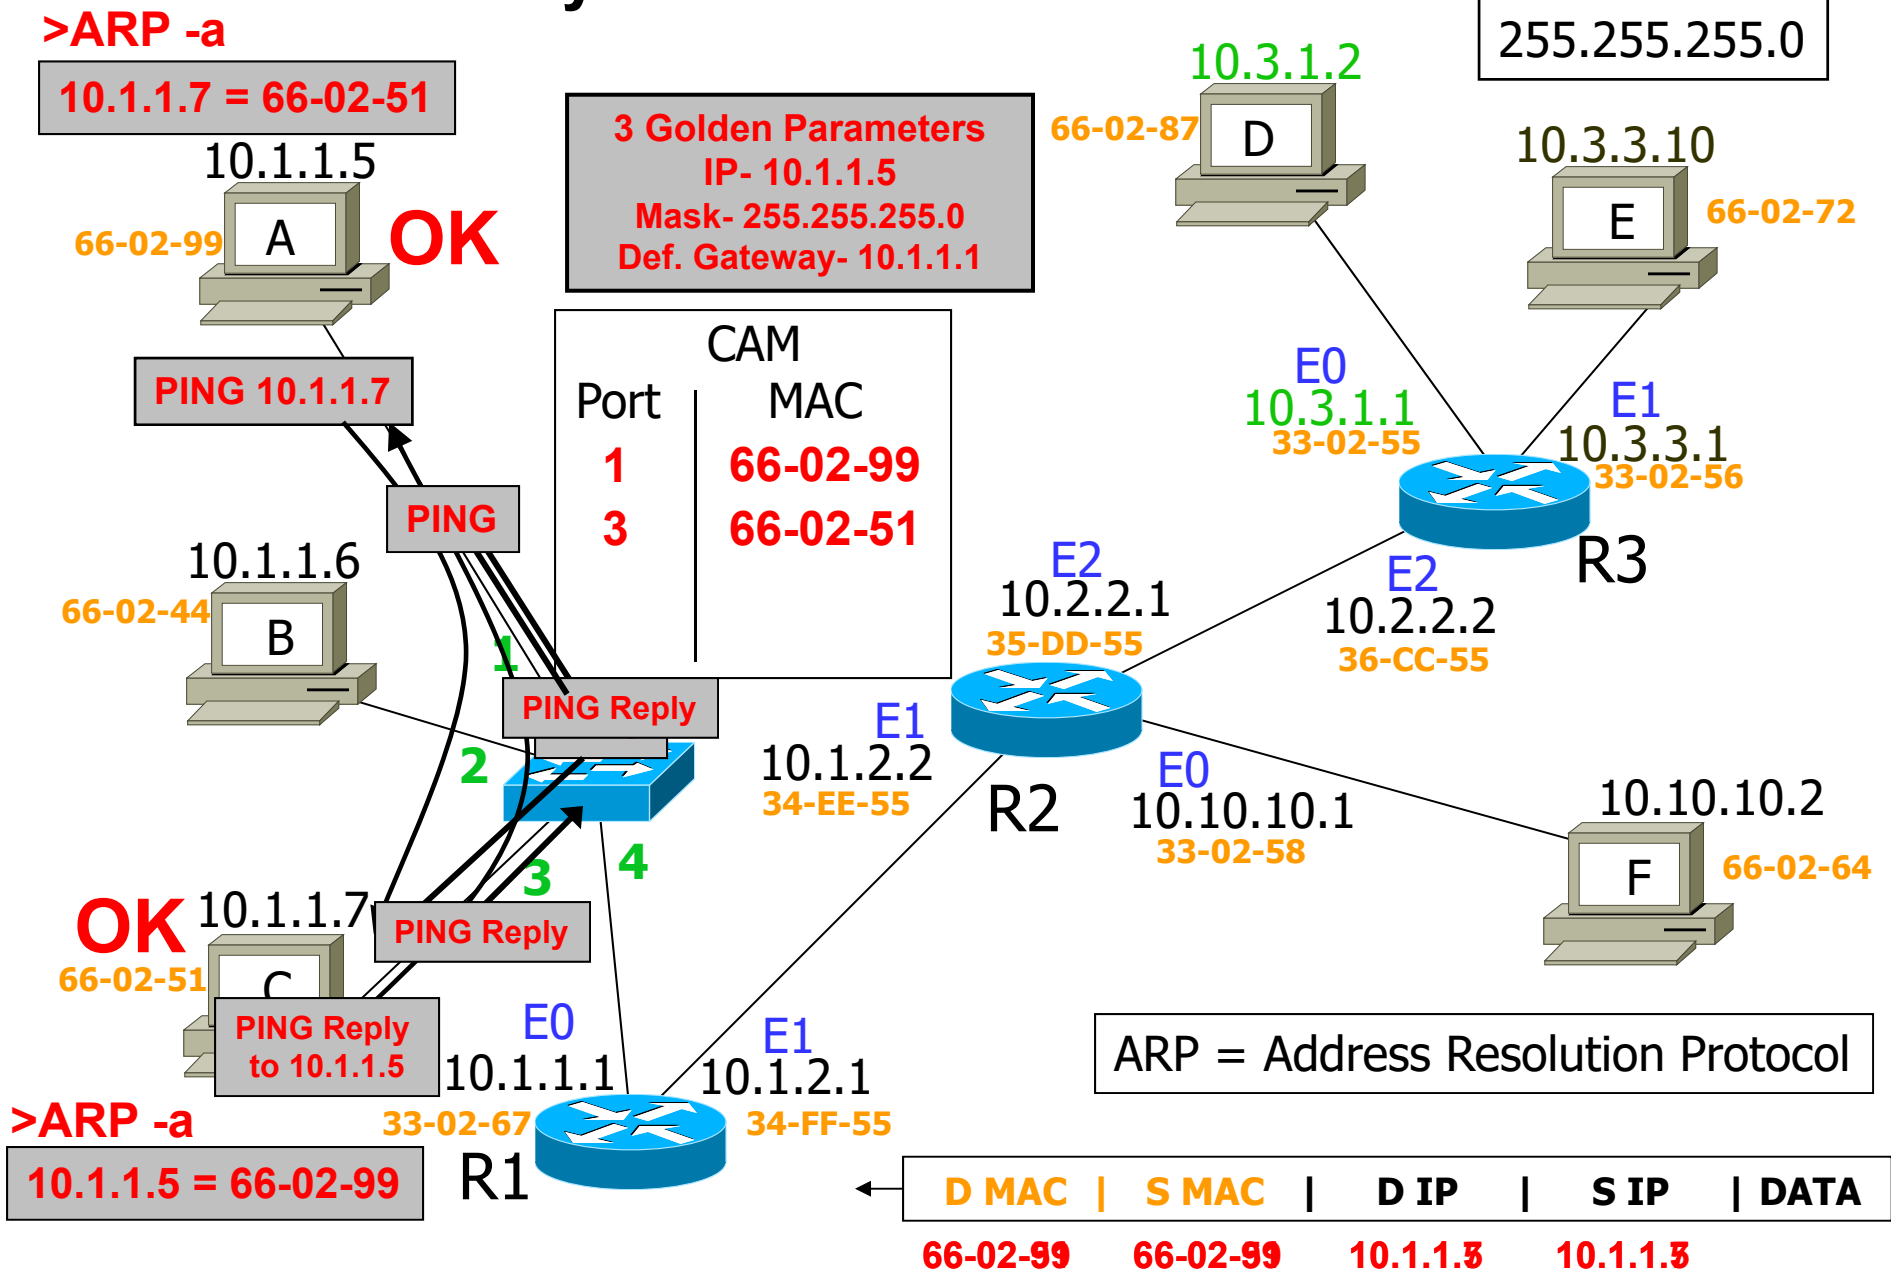 >ARP -a
10.1.1.7 = 66-02-51
10.1.1.5
66-02-99
A
OK
3 Golden Parameters
IP- 10.1.1.5
Mask- 255.255.255.0
Def. Gateway- 10.1.1.1
255.255.255.0
10.3.1.2
66-02-87
D
10.3.3.10
E
66-02-72
PING 10.1.1.7
CAM
Port
MAC
1
66-02-99
3
66-02-51
E0
10.3.1.1
33-02-55
E1
10.3.3.1
33-02-56
R3
PING
10.1.1.6
66-02-44
B
1
PING Reply
2
3
4
E2
10.2.2.1
35-DD-55
E2
10.2.2.2
36-CC-55
E1
10.1.2.2
34-EE-55
R2
E0
10.10.10.1
33-02-58
10.10.10.2
F
66-02-64
OK
10.1.1.7
66-02-51
C
PING Reply
PING Reply
to 10.1.1.5
E0
10.1.1.1
33-02-67
E1
10.1.2.1
34-FF-55
R1
ARP = Address Resolution Protocol
>ARP -a
10.1.1.5 = 66-02-99
D MAC | S MAC | D IP | S IP | DATA